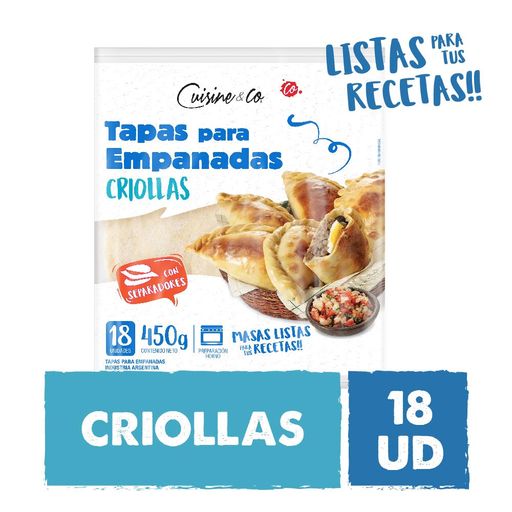 LISTAS PARA TUS
RECETAS!!
Cuisine & Co.
Co.
Tapas para
Empanadas
CRIOLLAS
CON
SEPARADORES
18
UNIDADES
450g
CONTENIDO NETO
PREPARACIÓN
HORNO
MASAS LISTAS
PARA TUS
RECETAS!!
TAPAS PARA EMPANADAS
INDUSTRIA ARGENTINA
CRIOLLAS
18
UD